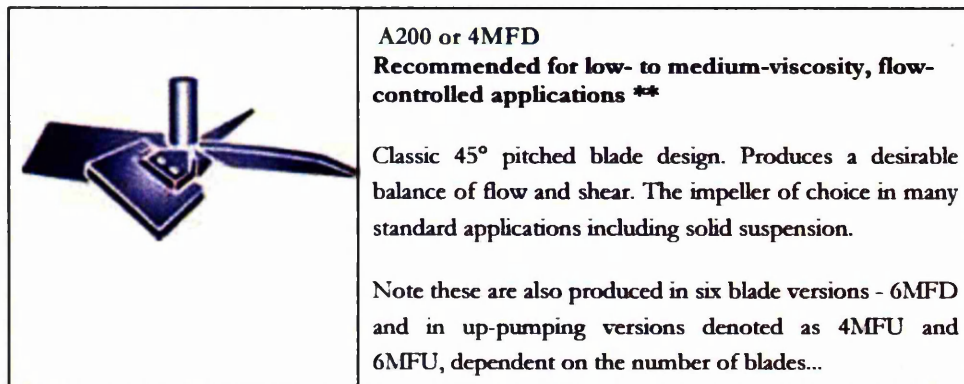 A200 or 4MFD
Recommended for low- to medium-viscosity, flow-
controlled applications **
Classic 45° pitched blade design. Produces a desirable
balance of flow and shear. The impeller of choice in many
standard applications including solid suspension.
Note these are also produced in six blade versions - 6MFD
and in up-pumping versions denoted as 4MFU and
6MFU, dependent on the number of blades...